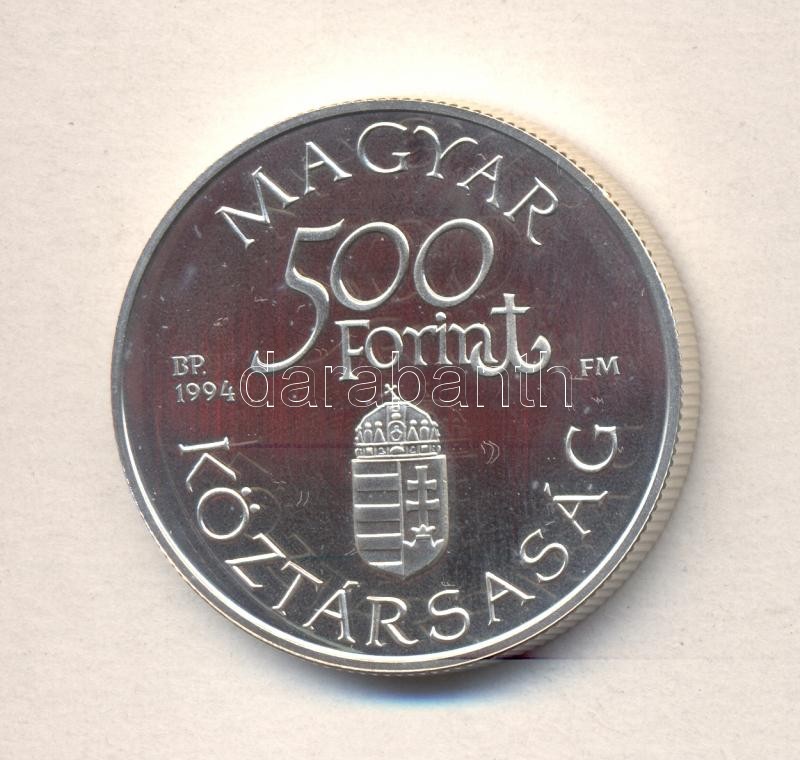 MAGYAR
500
Forint
BP.
1994
FM
darabanth
KÖZTÁRSASÁG